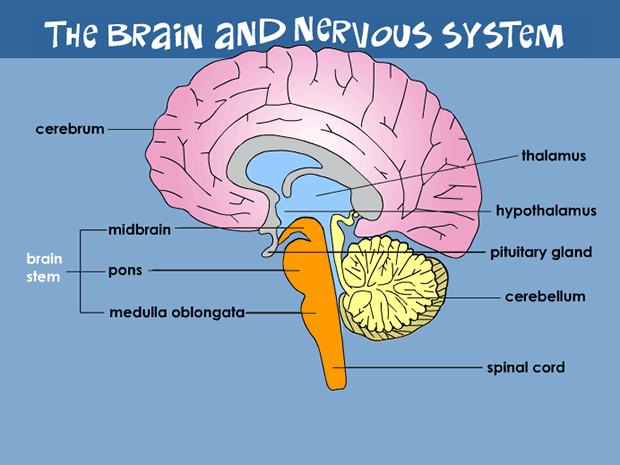 THE BRAIN AND NERVOUS SYSTEM
cerebrum
thalamus
hypothalamus
midbrain
pituitary gland
brain
stem
pons
cerebellum
medulla oblongata
spinal cord